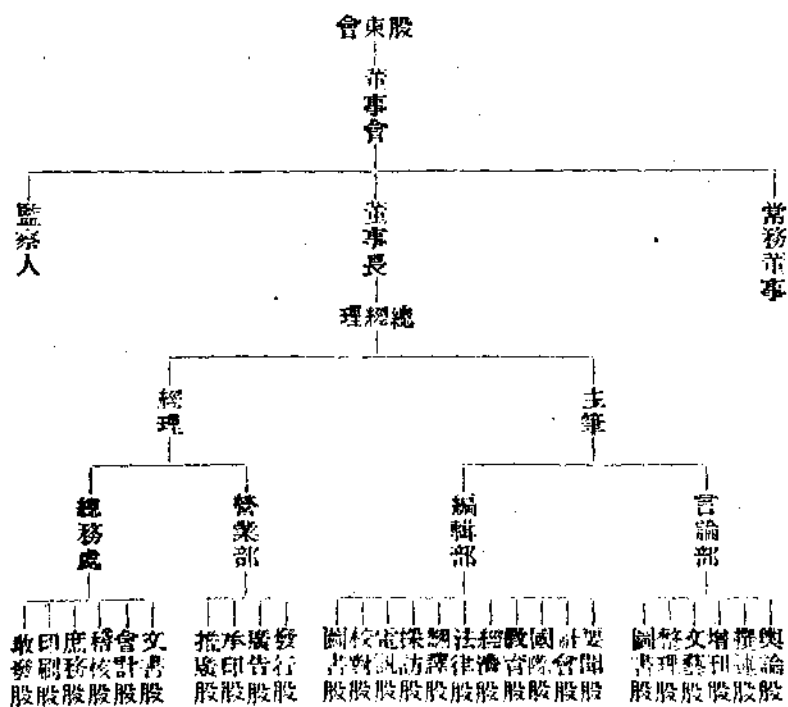 股東會
董事會
常務董事
董事長
監察人
總經理
主筆
經理
言論部
編輯部
營業部
總務處
輿論股
撰述股
增刊股
文藝股
整理股
圖書股
要聞股
社會股
國際股
教育股
經濟股
法律股
繙譯股
採訪股
電訊股
校對股
圖書股
發行股
廣告股
承印股
推廣股
文書股
會計股
稽核股
庶務股
印刷股
收發股